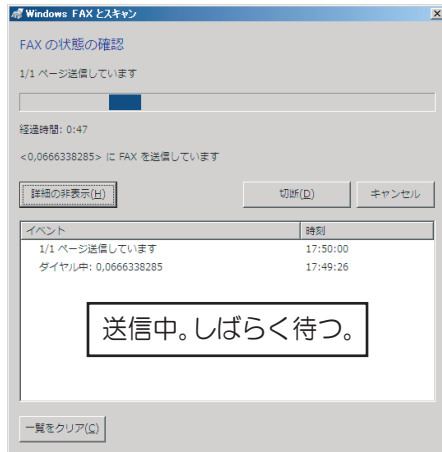 Windows FAX とスキャン
FAX の状態の確認
1/1 ページ送信しています
経過時間: 0:47
<0,0666338285> に FAX を送信しています
詳細の非表示(H) 切断(D) キャンセル
イベント 時刻
1/1 ページ送信しています 17:50:00
ダイヤル中: 0,0666338285 17:49:26
送信中。しばらく待つ。
一覧をクリア(C)